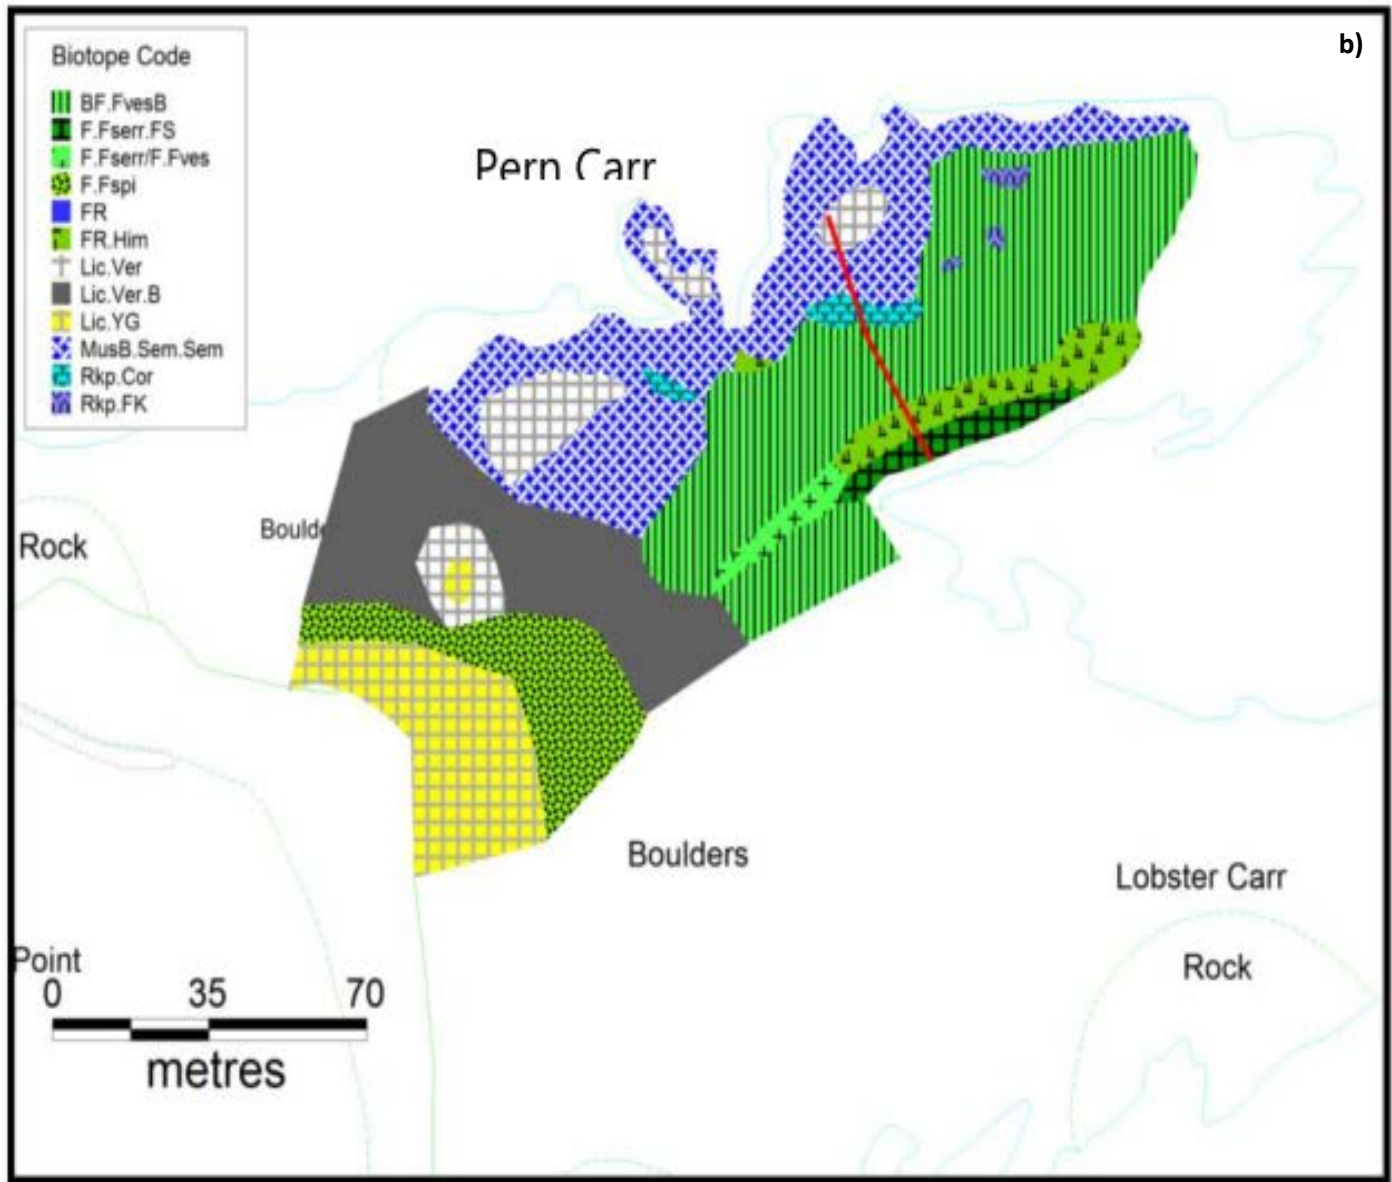 b)
Biotope Code
BF.FvesB
F.Fserr.FS
F.Fserr/F.Fves
F.Fspi
FR
FR.Him
Lic.Ver
Lic.Ver.B
Lic.YG
MusB.Sem.Sem
Rkp.Cor
Rkp.FK
Pern Carr
Rock
Boulde
Boulders
Lobster Carr
Rock
Point
0 35 70
metres